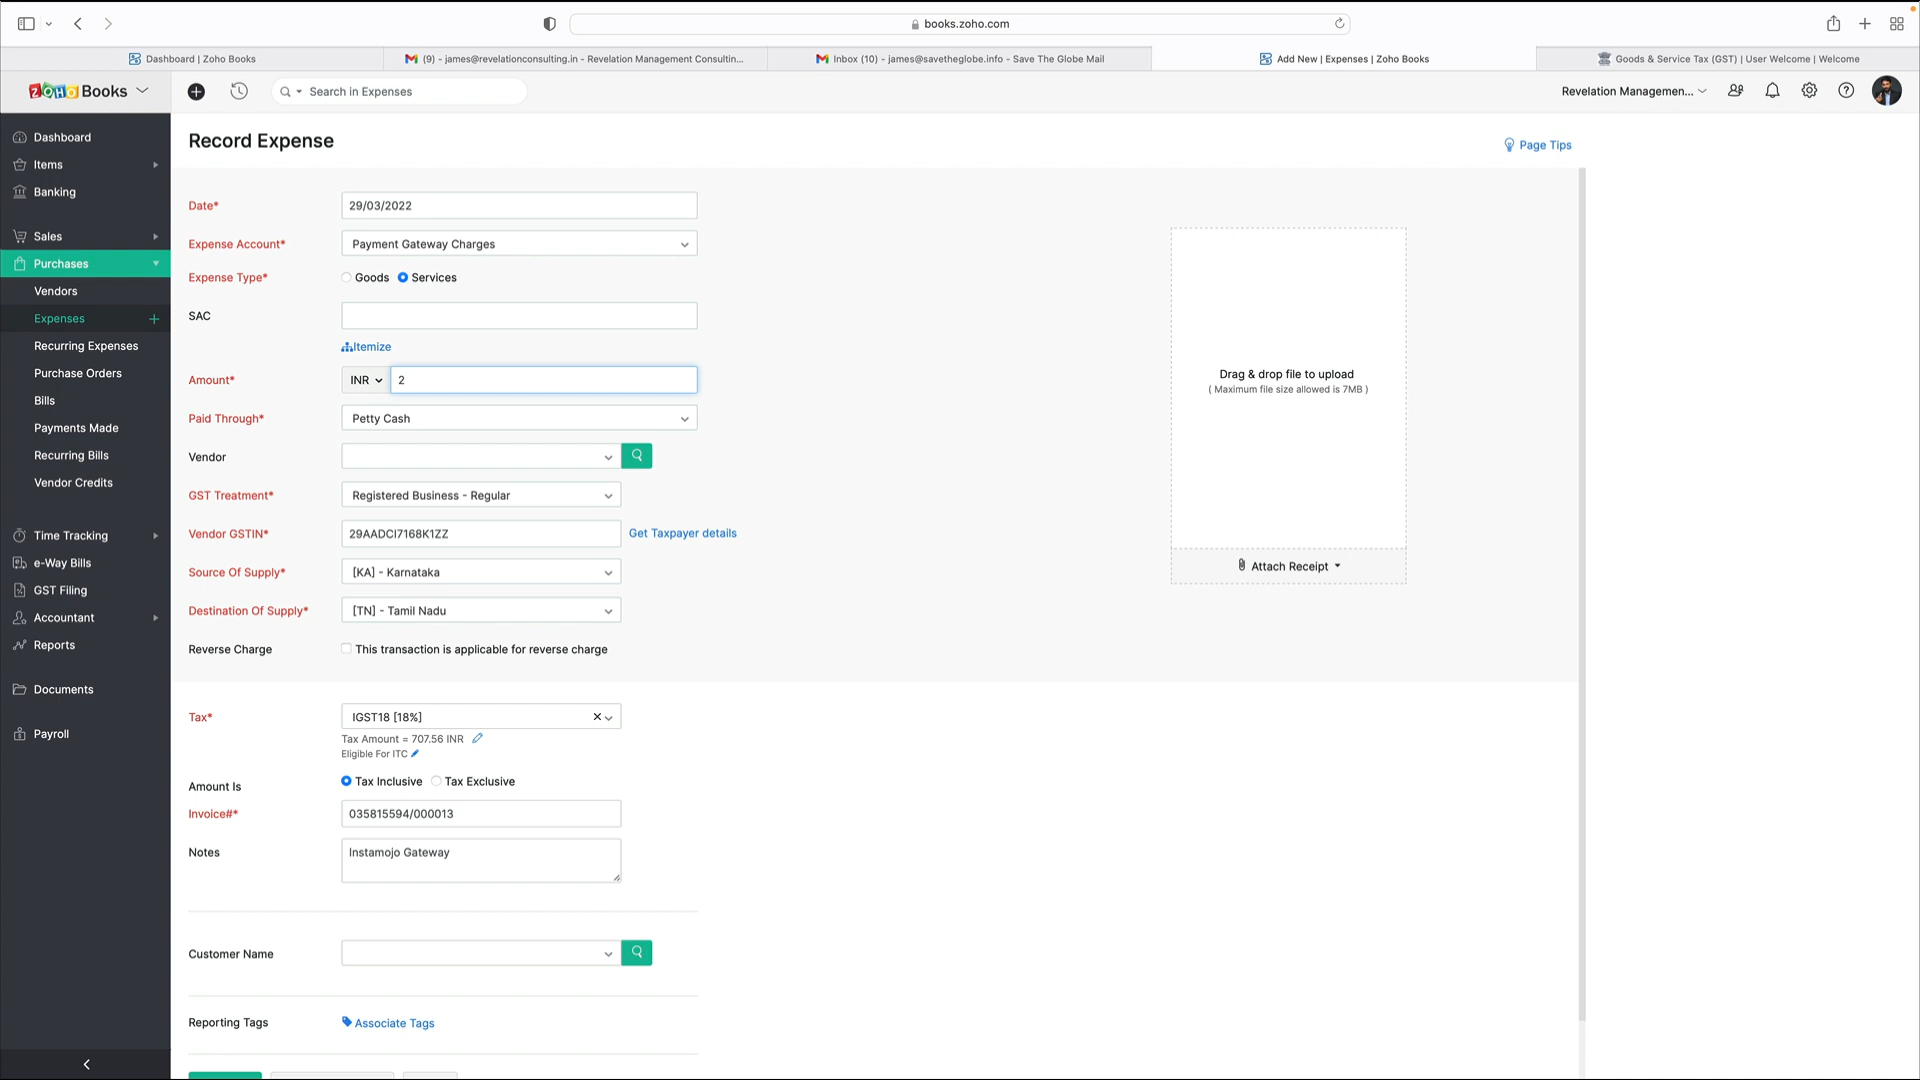 books.zoho.com
Dashboard | Zoho Books
(9) - james@revelationconsulting.in - Revelation Management Consultin...
Inbox (10) - james@savetheglobe.info - Save The Globe Mail
Add New | Expenses | Zoho Books
Goods & Service Tax (GST) | User Welcome | Welcome
ZOHO Books
Search in Expenses
Revelation Managemen...
Dashboard
Items
Banking
Sales
Purchases
Vendors
Expenses
Recurring Expenses
Purchase Orders
Bills
Payments Made
Recurring Bills
Vendor Credits
Time Tracking
e-Way Bills
GST Filing
Accountant
Reports
Documents
Payroll
Record Expense
Page Tips
Date* 29/03/2022
Expense Account* Payment Gateway Charges
Expense Type* Goods Services
SAC
Itemize
Amount* INR 2
Paid Through* Petty Cash
Vendor
GST Treatment* Registered Business - Regular
Vendor GSTIN* 29AADCI7168K1ZZ Get Taxpayer details
Source Of Supply* [KA] - Karnataka
Destination Of Supply* [TN] - Tamil Nadu
Reverse Charge This transaction is applicable for reverse charge
Drag & drop file to upload
( Maximum file size allowed is 7MB )
Attach Receipt
Tax* IGST18 [18%]
Tax Amount = 707.56 INR
Eligible For ITC
Amount Is Tax Inclusive Tax Exclusive
Invoice#* 035815594/000013
Notes Instamojo Gateway
Customer Name
Reporting Tags Associate Tags